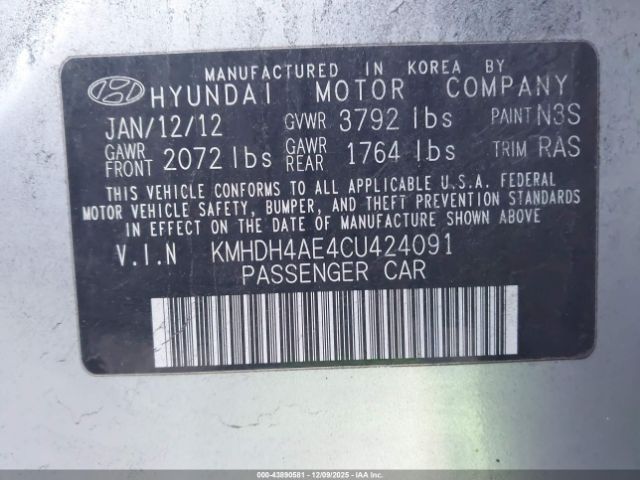 MANUFACTURED IN KOREA BY
HYUNDAI MOTOR COMPANY
JAN/12/12 GVWR 3792 lbs PAINT N3S
GAWR FRONT 2072 lbs GAWR REAR 1764 lbs TRIM RAS
THIS VEHICLE CONFORMS TO ALL APPLICABLE U.S.A. FEDERAL
MOTOR VEHICLE SAFETY, BUMPER, AND THEFT PREVENTION STANDARDS
IN EFFECT ON THE DATE OF MANUFACTURE SHOWN ABOVE
V.I.N KMHDH4AE4CU424091
PASSENGER CAR
000-43890581 - 12/09/2025 - IAAI.com